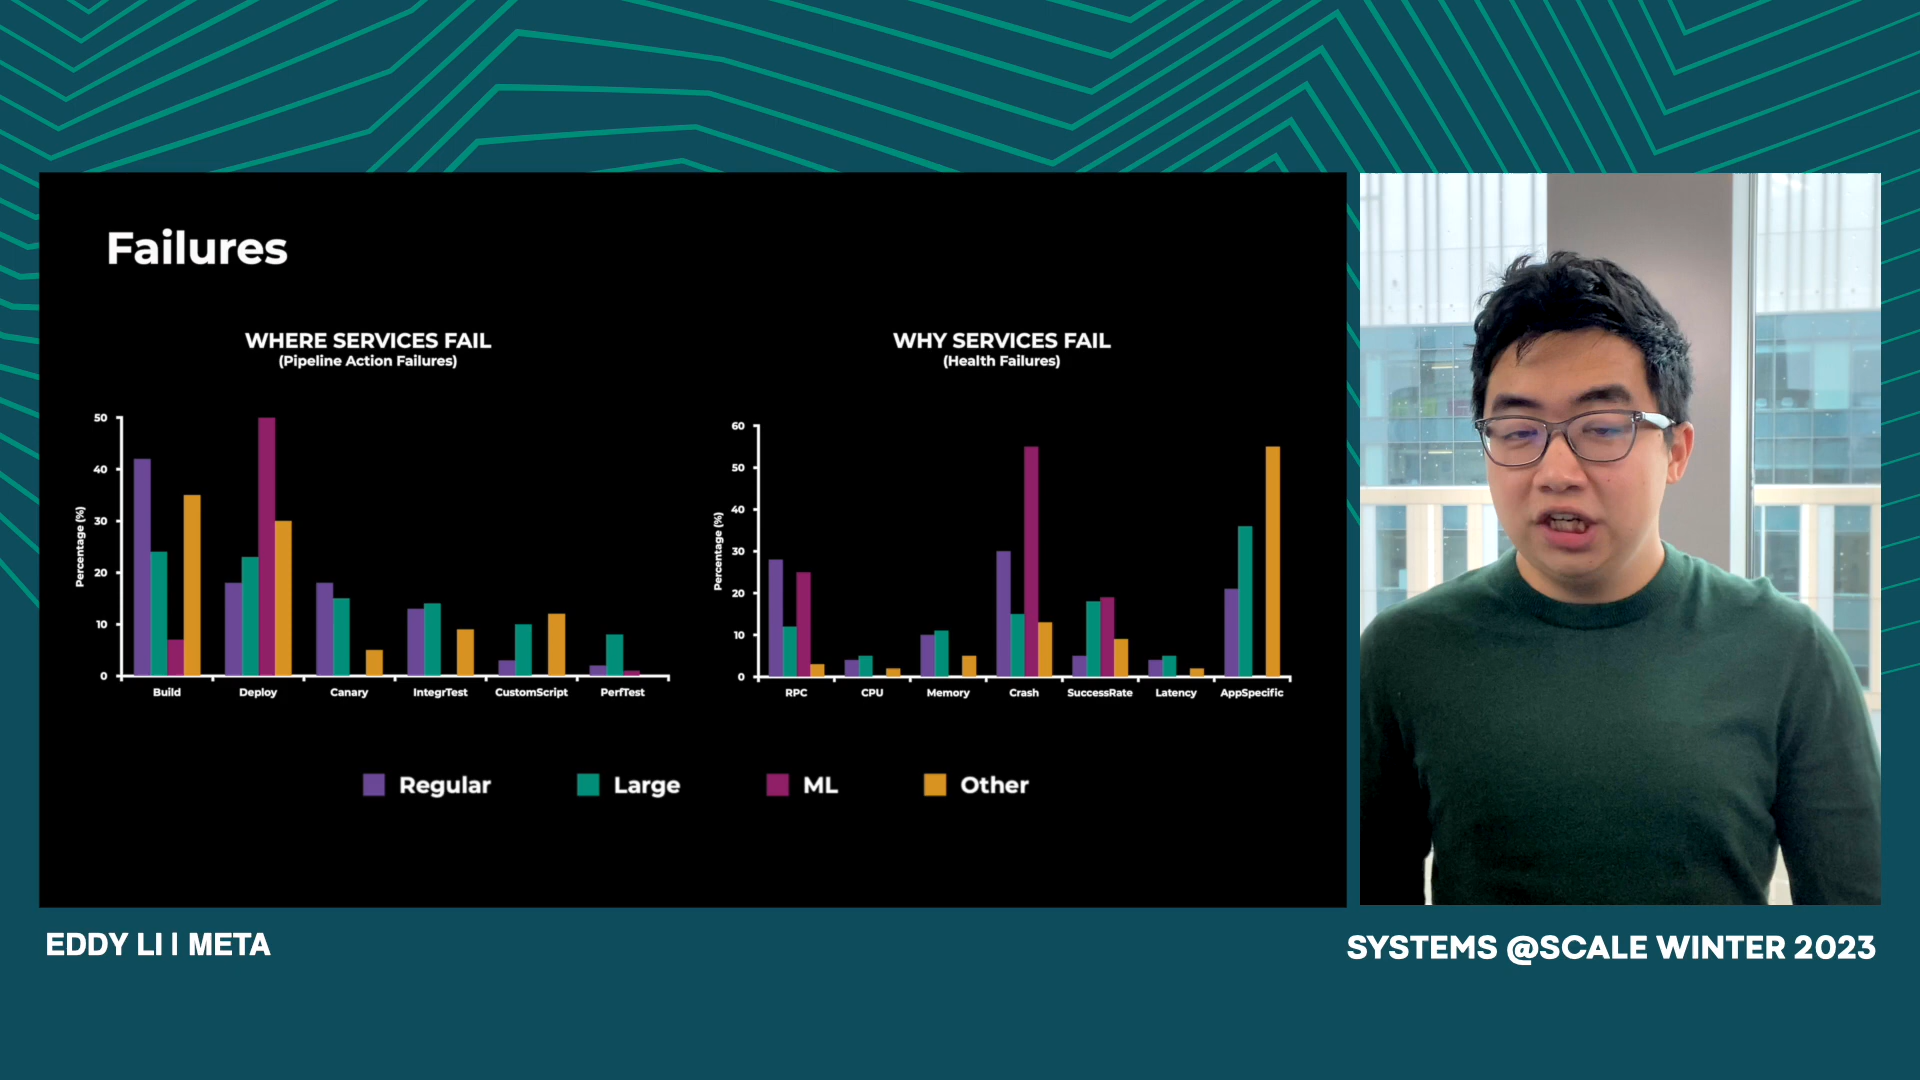 Failures
WHERE SERVICES FAIL
(Pipeline Action Failures)
Percentage (%)
50
40
30
20
10
0
Build
Deploy
Canary
IntegrTest
CustomScript
PerfTest
WHY SERVICES FAIL
(Health Failures)
Percentage (%)
60
50
40
30
20
10
0
RPC
CPU
Memory
Crash
SuccessRate
Latency
AppSpecific
Regular
Large
ML
Other
EDDY LI | META
SYSTEMS @SCALE WINTER 2023